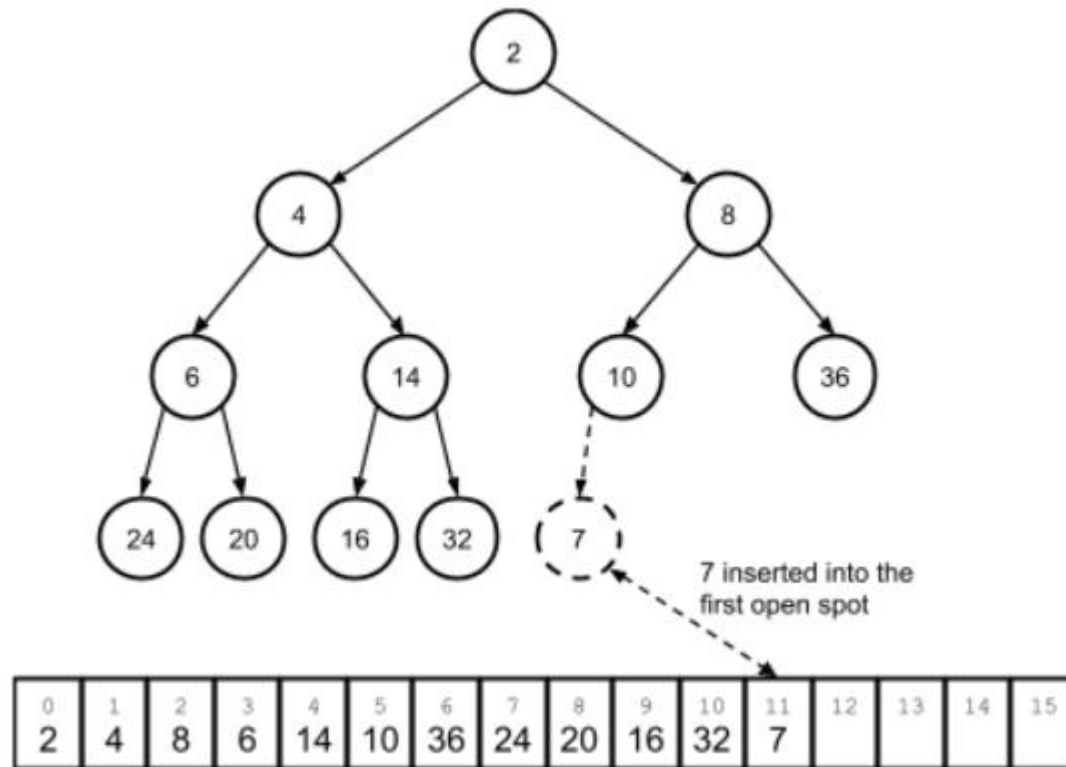 2
4 8
6 14 10 36
24 20 16 32 7
7 inserted into the
first open spot
0 1 2 3 4 5 6 7 8 9 10 11 12 13 14 15
2 4 8 6 14 10 36 24 20 16 32 7